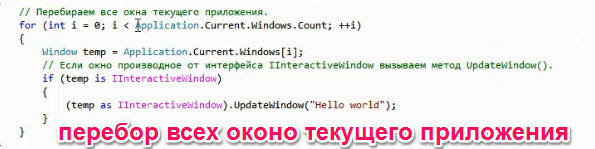 // Перебираем все окна текущего приложения.
for (int i = 0; i < Application.Current.Windows.Count; ++i)
{
Window temp = Application.Current.Windows[i];
// Если окно производное от интерфейса IInteractiveWindow вызываем метод UpdateWindow().
if (temp is IInteractiveWindow)
{
(temp as IInteractiveWindow).UpdateWindow("Hello world");
}
}
перебор всех оконо текущего приложения